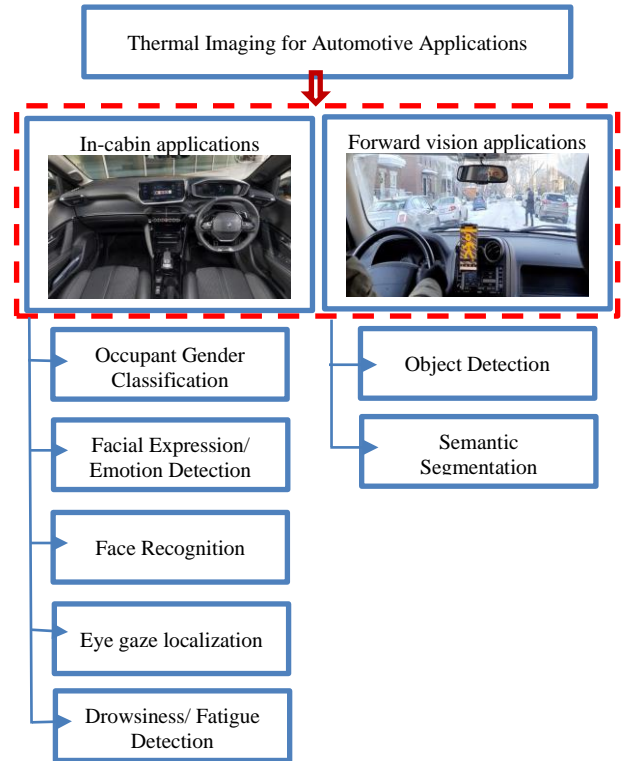 Thermal Imaging for Automotive Applications
In-cabin applications
Forward vision applications
Occupant Gender
Classification
Facial Expression/
Emotion Detection
Face Recognition
Eye gaze localization
Drowsiness/ Fatigue
Detection
Object Detection
Semantic
Segmentation